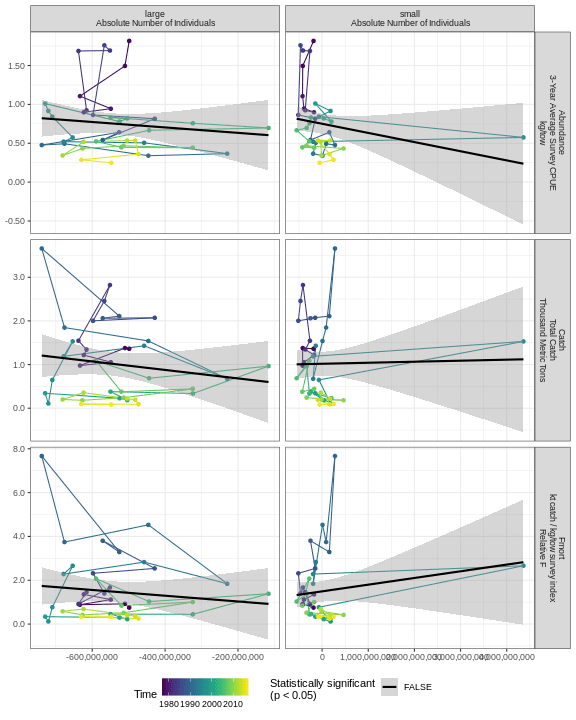 large
Absolute Number of Individuals
small
Absolute Number of Individuals
1.50
1.00
0.50
0.00
-0.50
Abundance
3-Year Average Survey CPUE
kg/tow
3.0
2.0
1.0
0.0
Catch
Total Catch
Thousand Metric Tons
8.0
6.0
4.0
2.0
0.0
Fmort
kt catch / kg/tow survey index
Relative F
-600,000,000
-400,000,000
-200,000,000
0
1,000,000,000
2,000,000,000
3,000,000,000
4,000,000,000
Time
1980 1990 2000 2010
Statistically significant
(p < 0.05)
FALSE